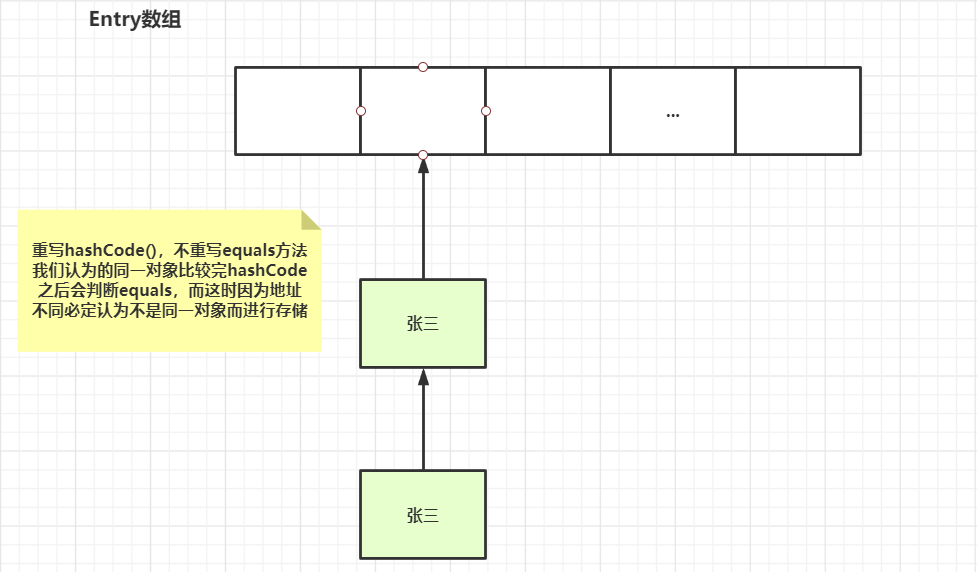 Entry数组
...
重写hashCode()，不重写equals方法
我们认为的同一对象比较完hashCode
之后会判断equals，而这时因为地址
不同必定认为不是同一对象而进行存储
张三
张三